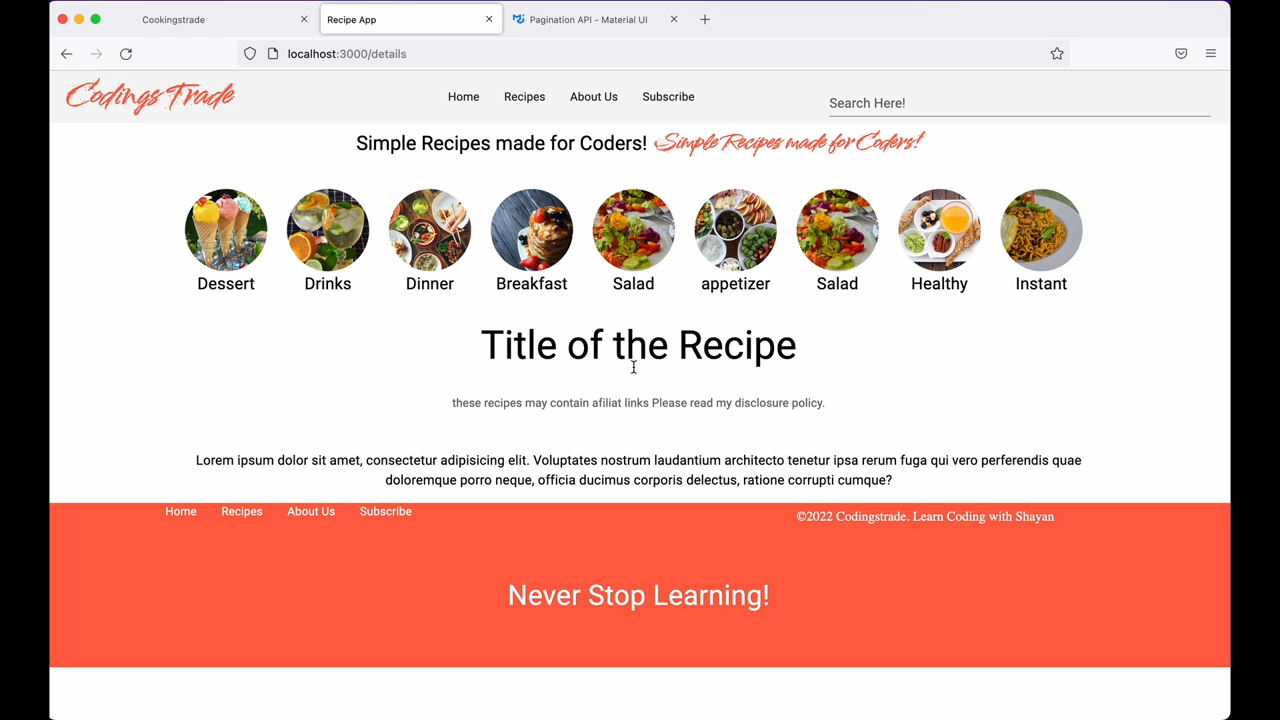 Cookingstrade
Recipe App
Pagination API - Material UI
localhost:3000/details
Codings Trade
Home Recipes About Us Subscribe
Search Here!
Simple Recipes made for Coders! Simple Recipes made for Coders!
Dessert Drinks Dinner Breakfast Salad appetizer Salad Healthy Instant
Title of the Recipe
these recipes may contain afiliat links Please read my disclosure policy.
Lorem ipsum dolor sit amet, consectetur adipisicing elit. Voluptates nostrum laudantium architecto tenetur ipsa rerum fuga qui vero perferendis quae
doloremque porro neque, officia ducimus corporis delectus, ratione corrupti cumque?
Home Recipes About Us Subscribe
©2022 Codingstrade. Learn Coding with Shayan
Never Stop Learning!